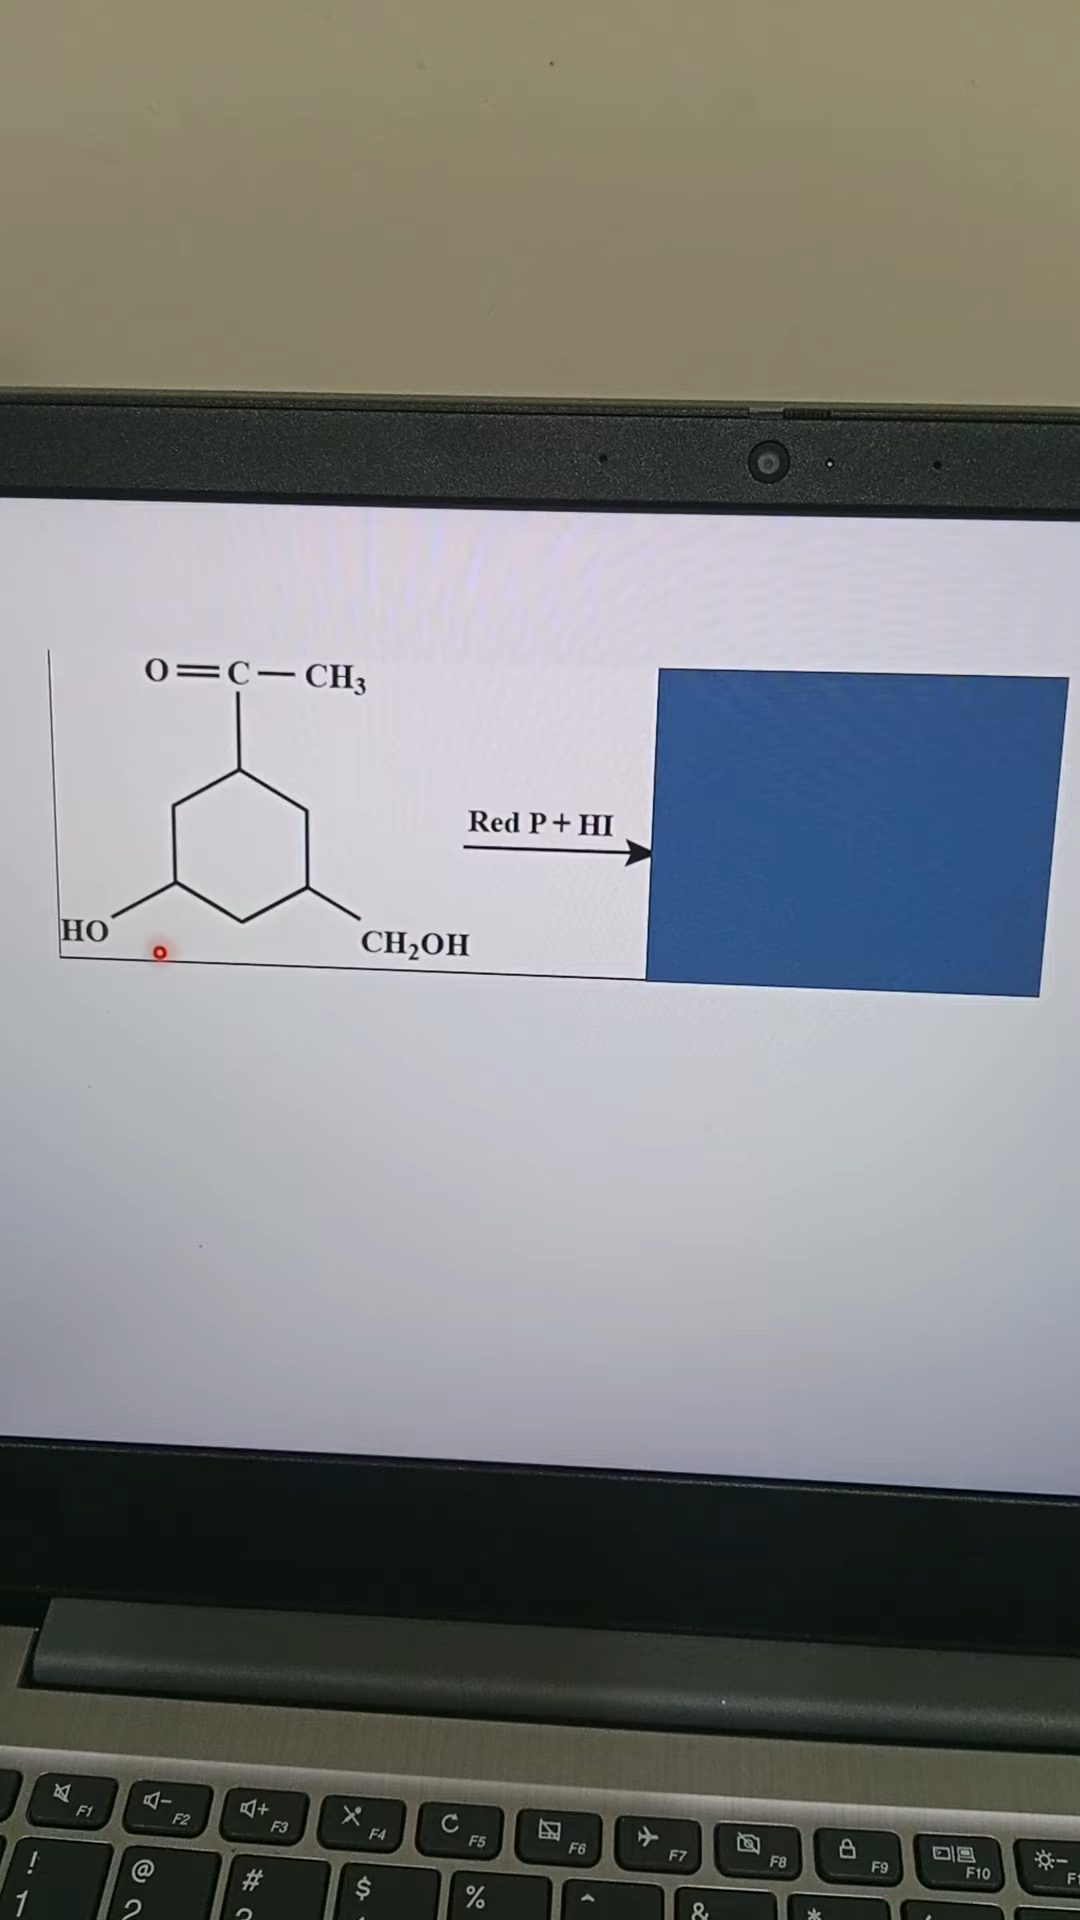 O=C—CH₃
Red P + HI
HO
CH₂OH
F1
F2
F3
F4
F5
F6
F7
F8
F9
F10
!
1
@
2
#
$
%
^
&
*